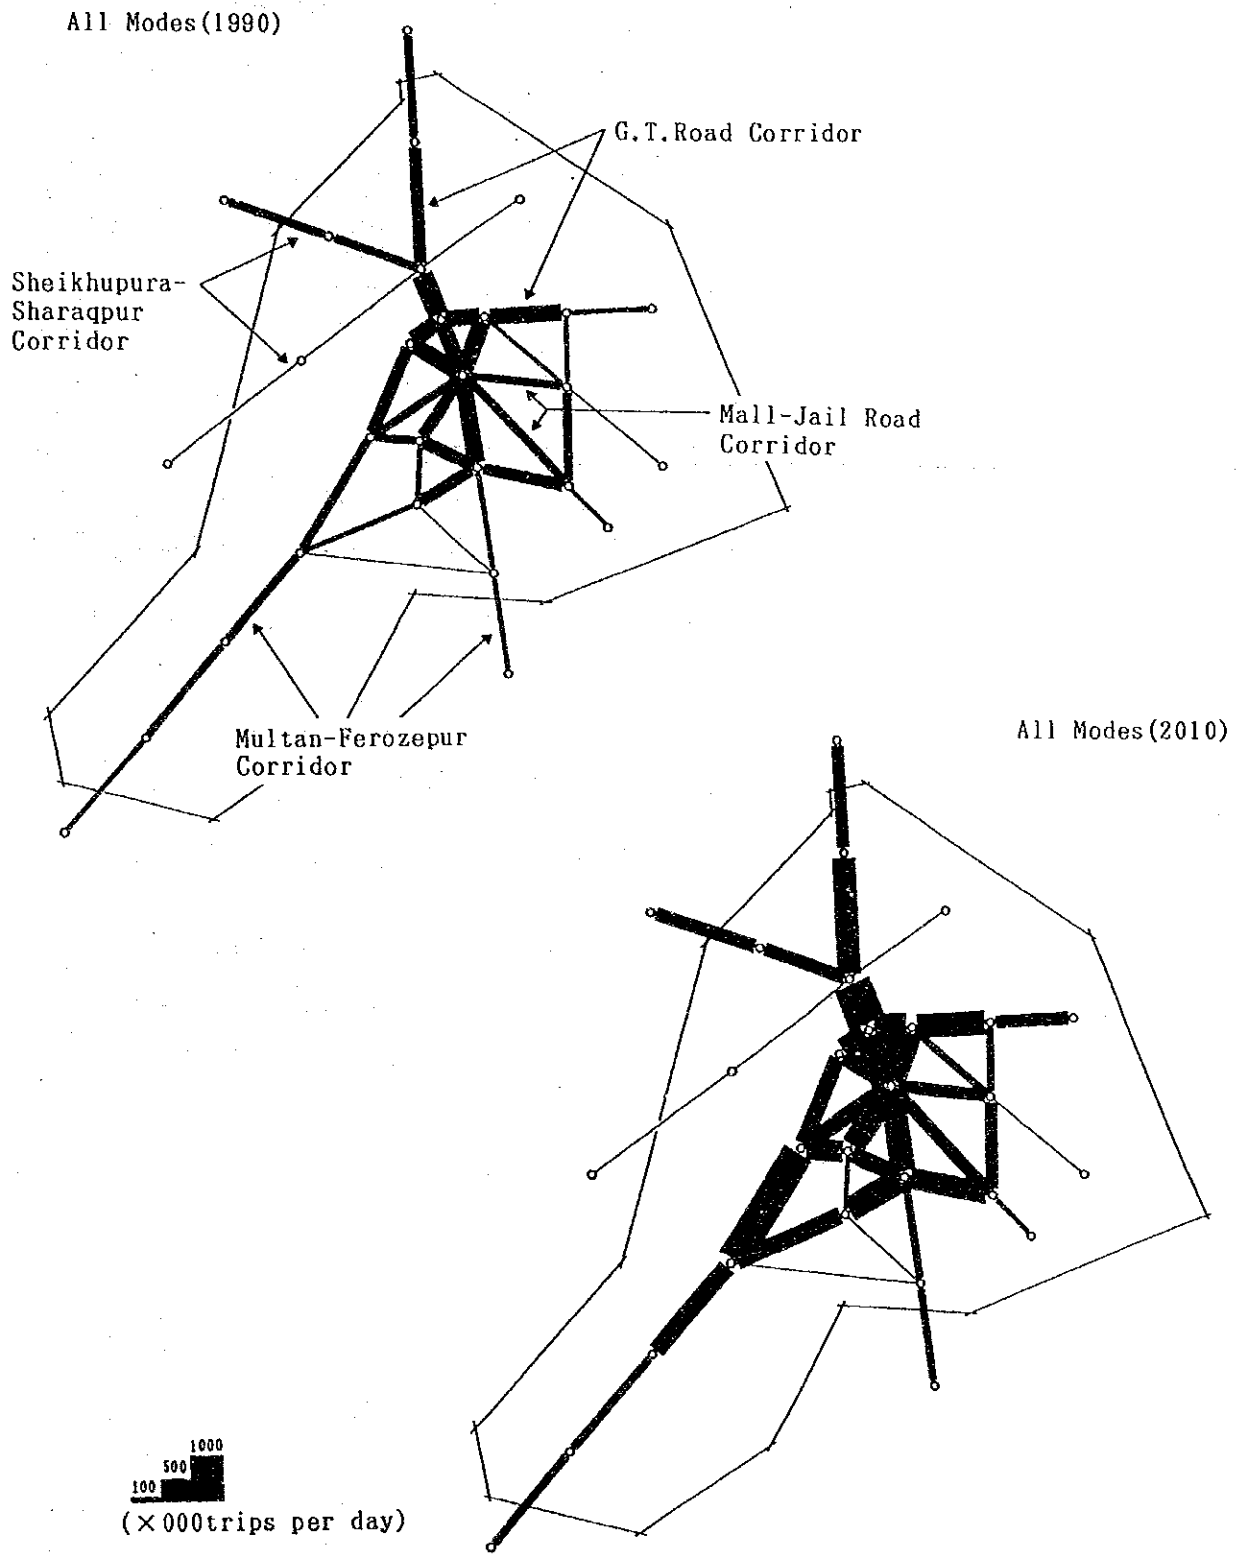 All Modes(1990)
G.T.Road Corridor
Sheikhupura-
Sharaqpur
Corridor
Mall-Jail Road
Corridor
Multan-Ferozepur
Corridor
All Modes(2010)
1000
500
100
(×000trips per day)